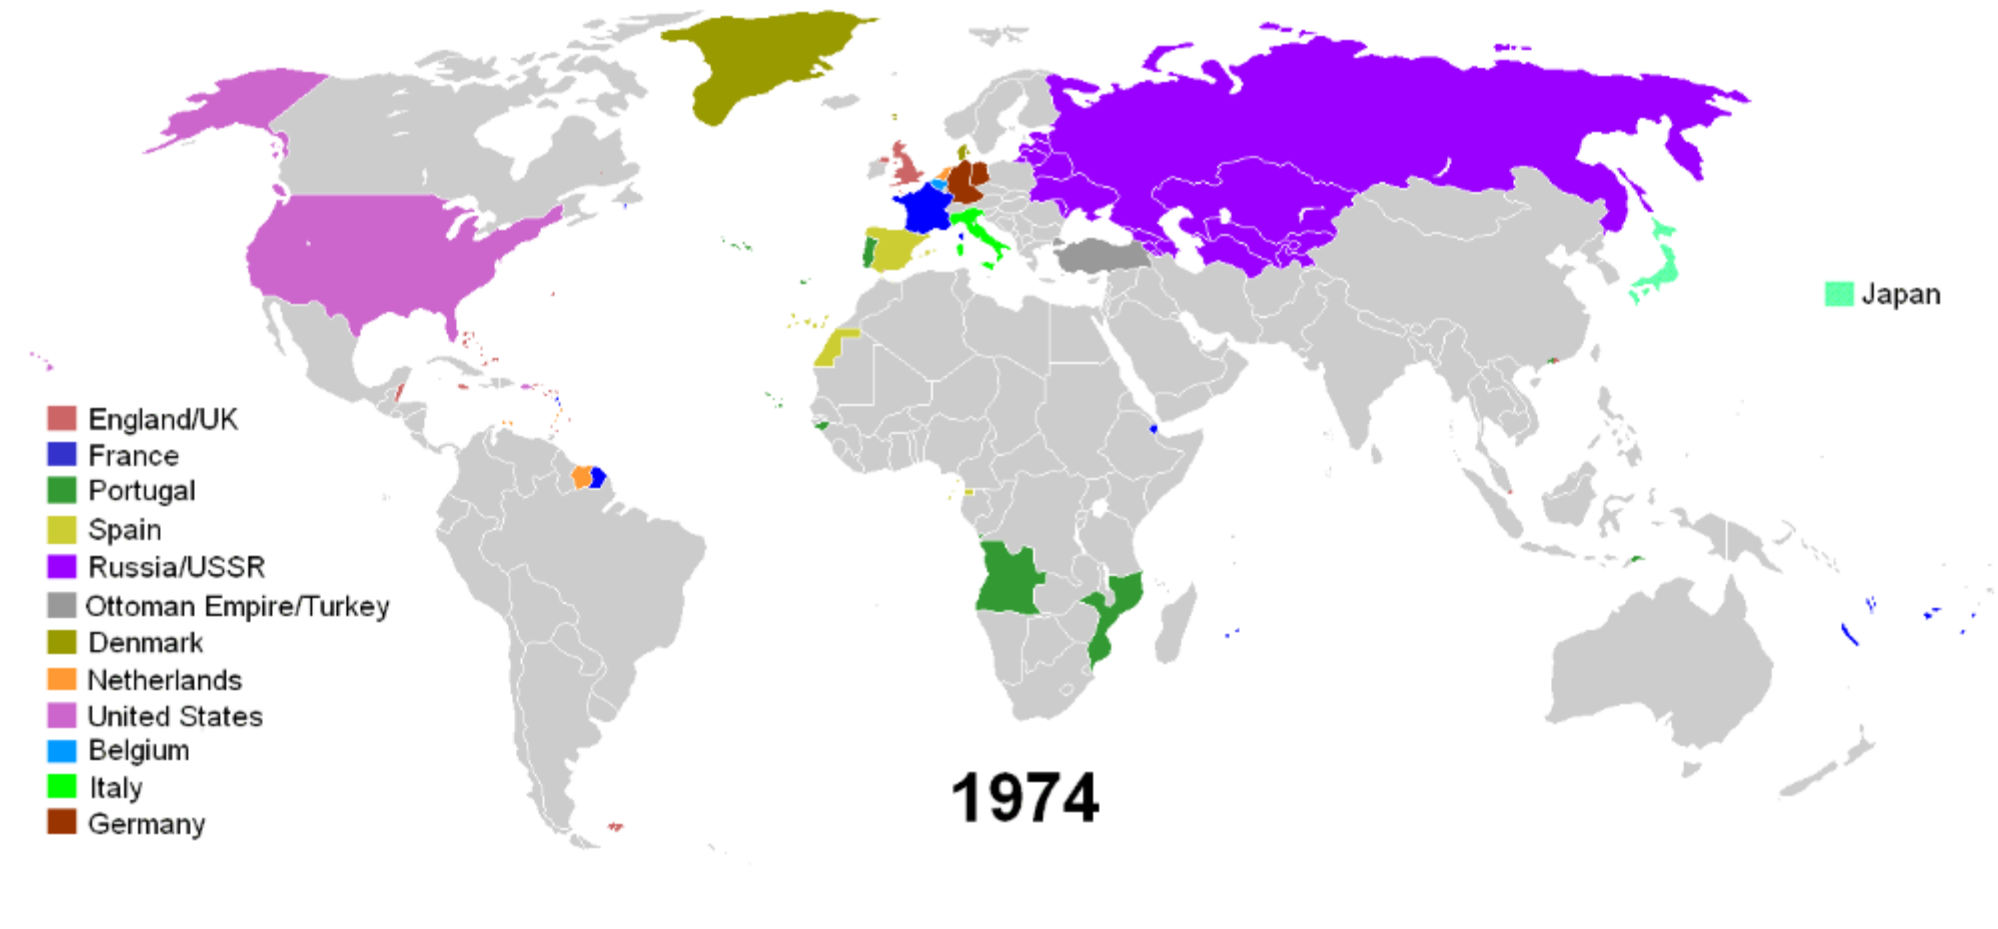 Japan
England/UK
France
Portugal
Spain
Russia/USSR
Ottoman Empire/Turkey
Denmark
Netherlands
United States
Belgium
Italy
Germany
1974